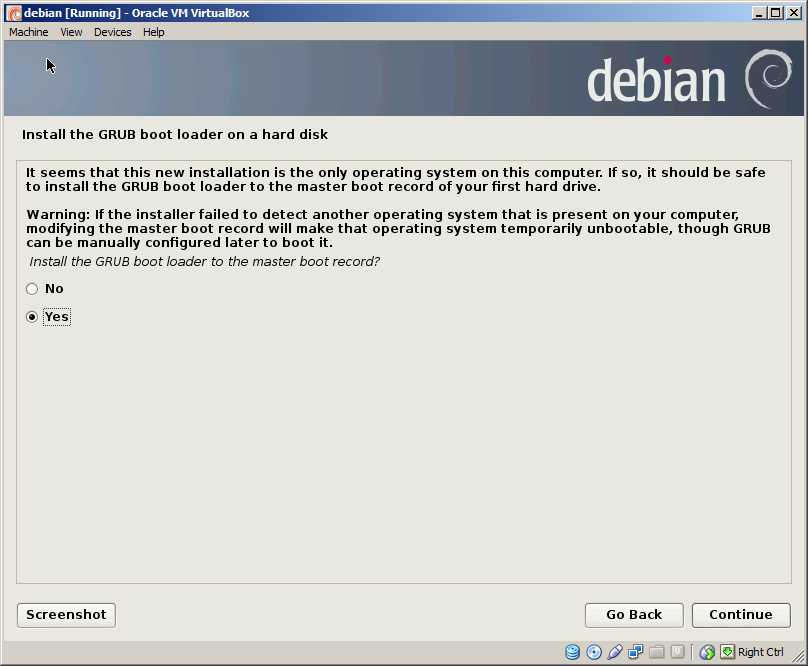 debian [Running] - Oracle VM VirtualBox
Machine View Devices Help
debian
Install the GRUB boot loader on a hard disk
It seems that this new installation is the only operating system on this computer. If so, it should be safe
to install the GRUB boot loader to the master boot record of your first hard drive.
Warning: If the installer failed to detect another operating system that is present on your computer,
modifying the master boot record will make that operating system temporarily unbootable, though GRUB
can be manually configured later to boot it.
Install the GRUB boot loader to the master boot record?
No
Yes
Screenshot Go Back Continue
Right Ctrl